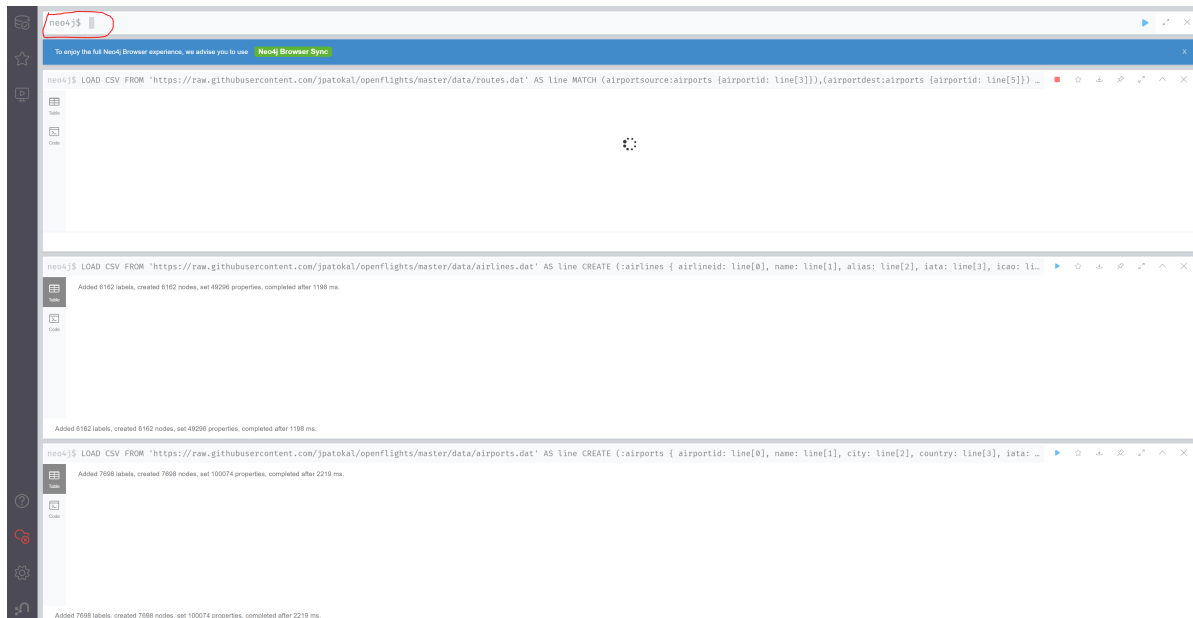 neo4j$
To enjoy the full Neo4j Browser experience, we advise you to use Neo4j Browser Sync x
neo4j$ LOAD CSV FROM 'https://raw.githubusercontent.com/jpatokal/openflights/master/data/routes.dat' AS line MATCH (airportsource:airports {airportid: line[3]}),(airportdest:airports {airportid: line[5]}) …
Table
Code
neo4j$ LOAD CSV FROM 'https://raw.githubusercontent.com/jpatokal/openflights/master/data/airlines.dat' AS line CREATE (:airlines { airlineid: line[0], name: line[1], alias: line[2], iata: line[3], icao: li…
Added 6162 labels, created 6162 nodes, set 49296 properties, completed after 1198 ms.
Table
Code
Added 6162 labels, created 6162 nodes, set 49296 properties, completed after 1198 ms.
neo4j$ LOAD CSV FROM 'https://raw.githubusercontent.com/jpatokal/openflights/master/data/airports.dat' AS line CREATE (:airports { airportid: line[0], name: line[1], city: line[2], country: line[3], iata: …
Added 7698 labels, created 7698 nodes, set 100074 properties, completed after 2219 ms.
Table
Code
Added 7698 labels, created 7698 nodes, set 100074 properties, completed after 2219 ms.